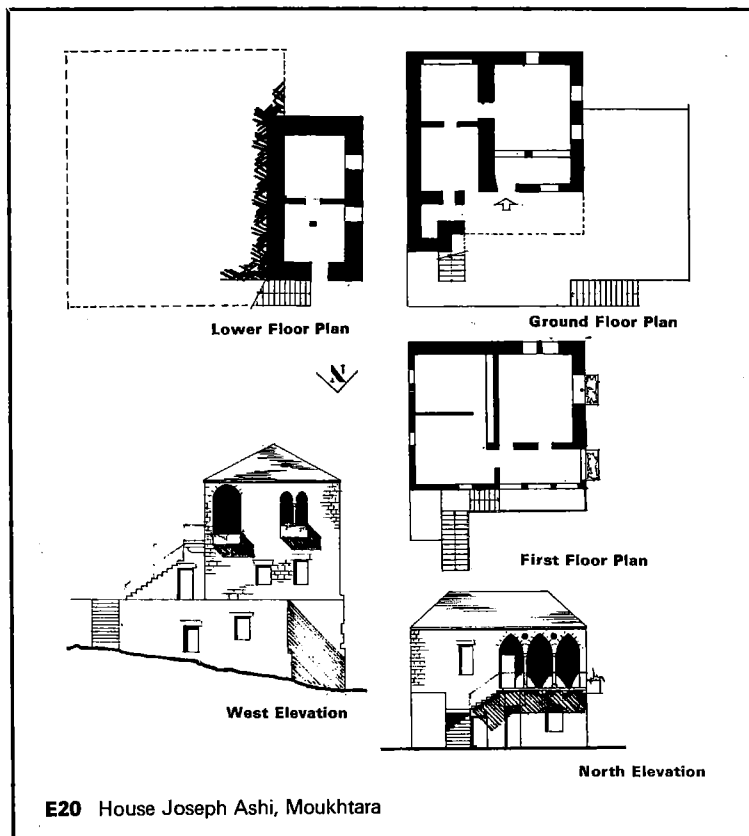 Lower Floor Plan
Ground Floor Plan
N
First Floor Plan
West Elevation
North Elevation
E20 House Joseph Ashi, Moukhtara